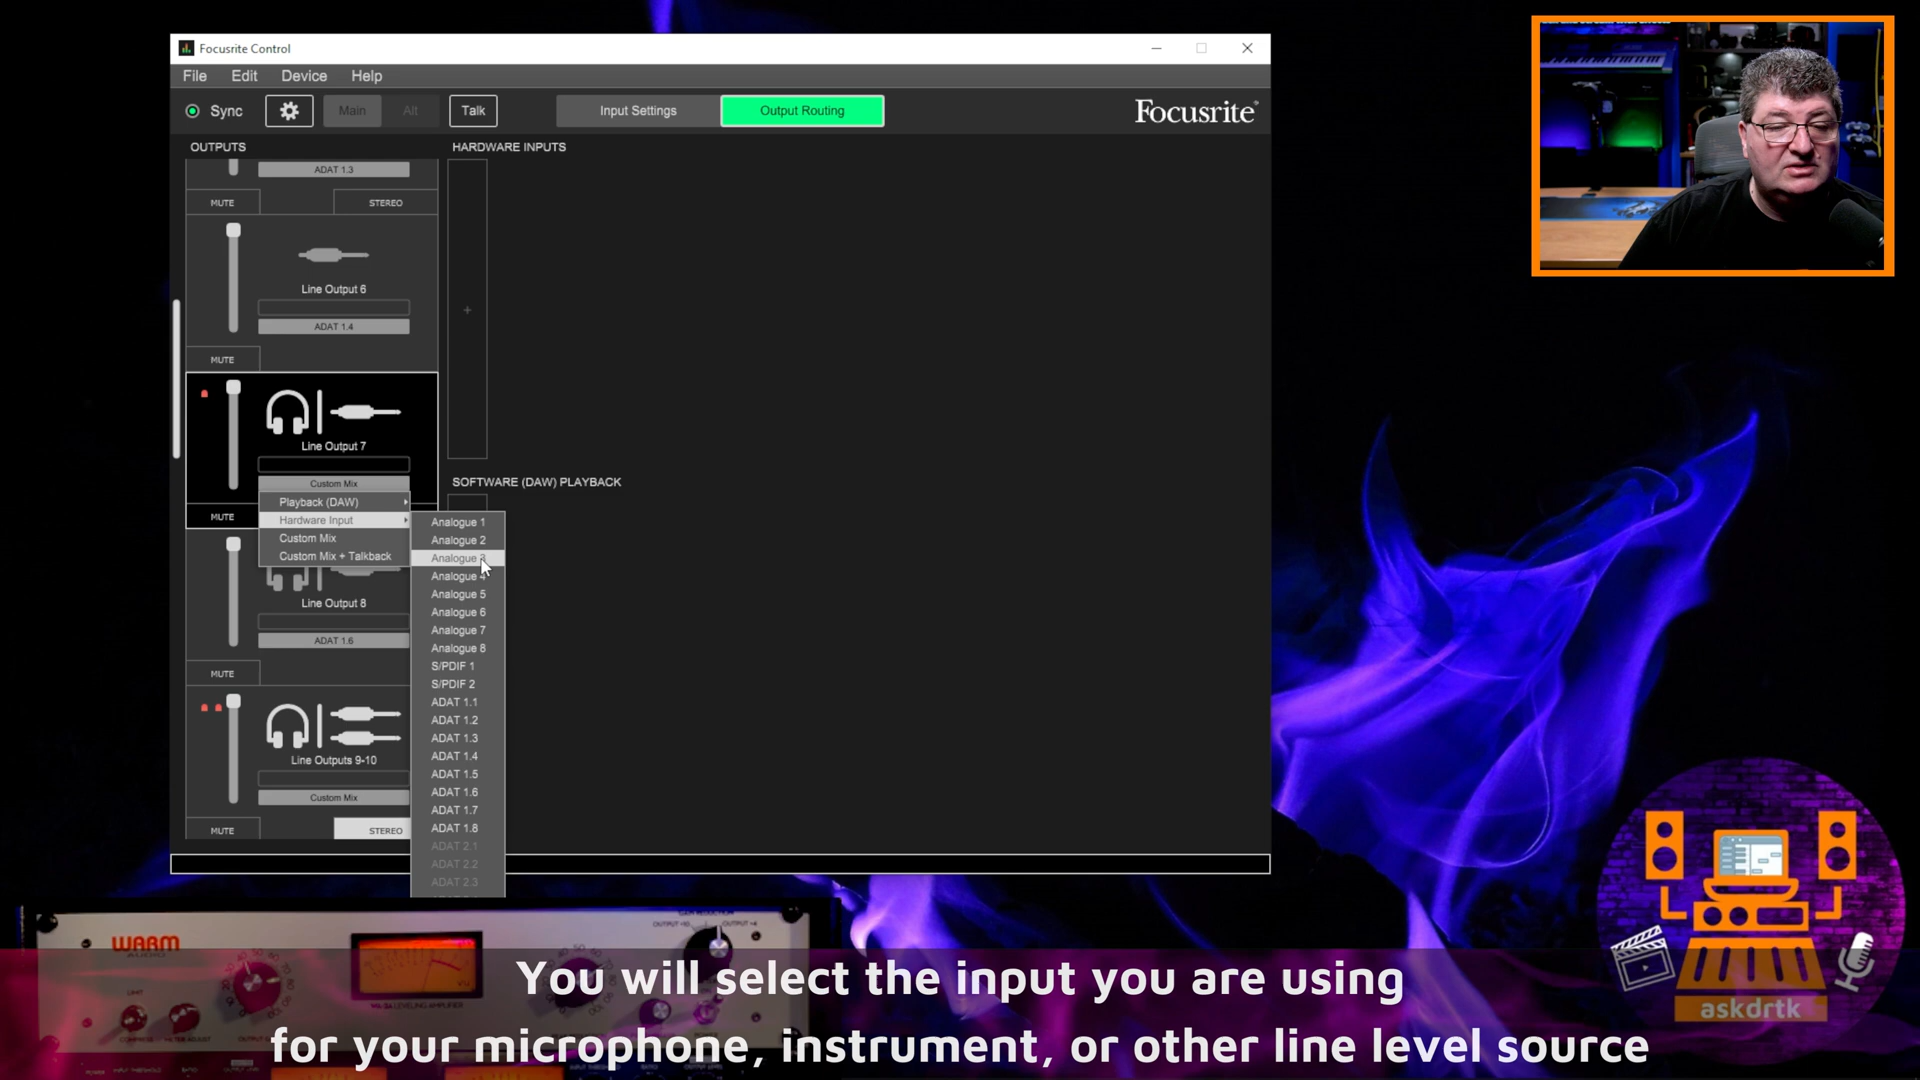 Focusrite Control
File Edit Device Help
Sync Main Alt Talk Input Settings Output Routing Focusrite
OUTPUTS
HARDWARE INPUTS
ADAT 1.3
MUTE STEREO
Line Output 6
ADAT 1.4
MUTE
+
Line Output 7
Custom Mix
MUTE
Playback (DAW)
Hardware Input
Custom Mix
Custom Mix + Talkback
SOFTWARE (DAW) PLAYBACK
Analogue 1
Analogue 2
Analogue 3
Analogue 4
Analogue 5
Analogue 6
Analogue 7
Analogue 8
S/PDIF 1
S/PDIF 2
ADAT 1.1
ADAT 1.2
ADAT 1.3
ADAT 1.4
ADAT 1.5
ADAT 1.6
ADAT 1.7
ADAT 1.8
ADAT 2.1
ADAT 2.2
ADAT 2.3
Line Output 8
ADAT 1.6
MUTE
Line Outputs 9-10
Custom Mix
MUTE STEREO
WARM
AUDIO
You will select the input you are using
for your microphone, instrument, or other line level source
askdrtk